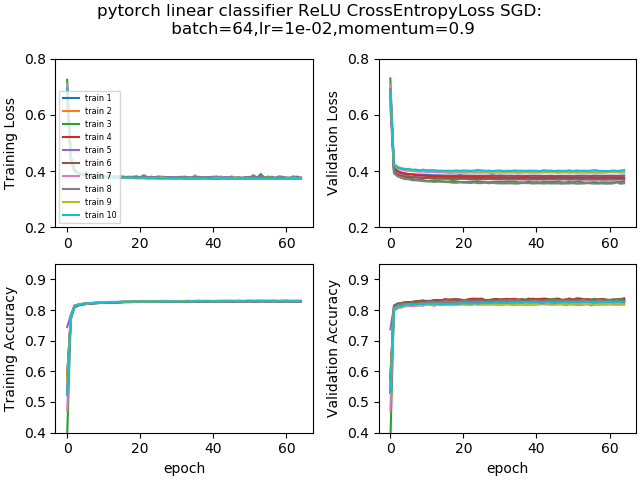 pytorch linear classifier ReLU CrossEntropyLoss SGD:
batch=64,lr=1e-02,momentum=0.9
Training Loss
0.8
0.6
0.4
0.2
0 20 40 60
train 1
train 2
train 3
train 4
train 5
train 6
train 7
train 8
train 9
train 10
Validation Loss
0.8
0.6
0.4
0.2
0 20 40 60
Training Accuracy
0.9
0.8
0.7
0.6
0.5
0.4
0 20 40 60
epoch
Validation Accuracy
0.9
0.8
0.7
0.6
0.5
0.4
0 20 40 60
epoch